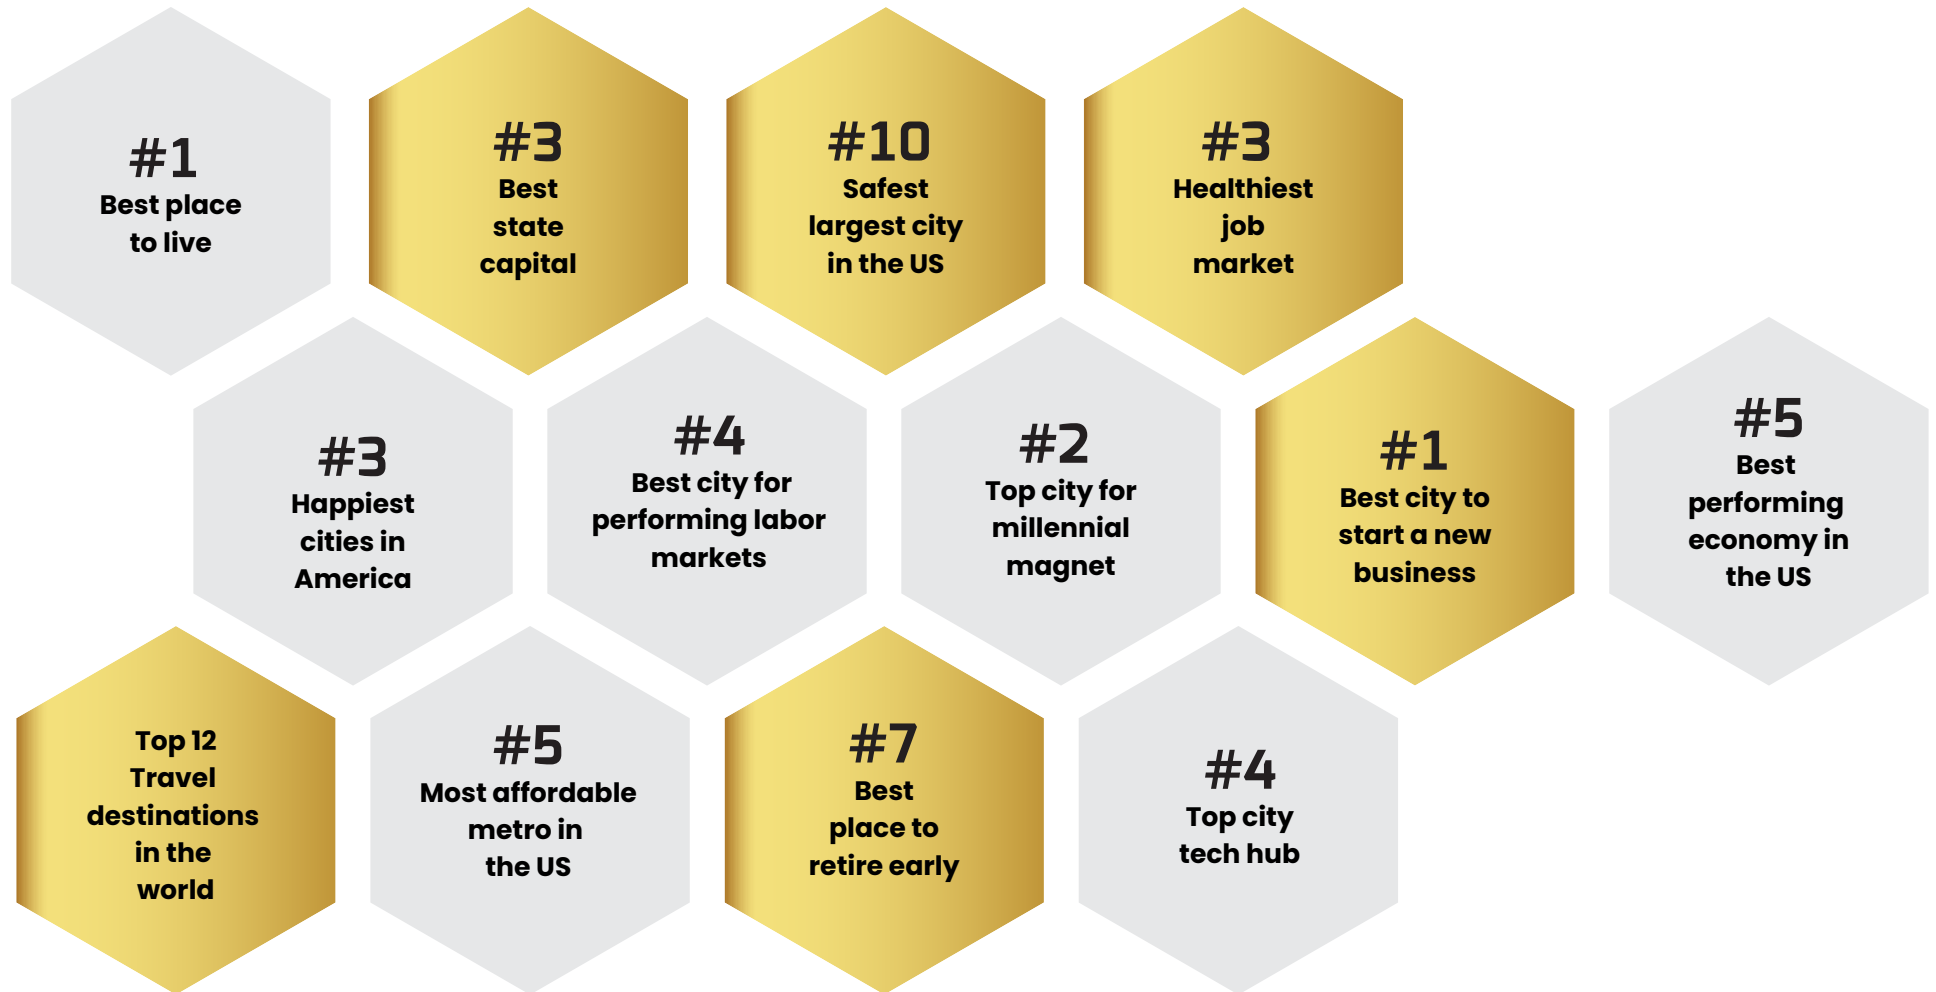 #1
Best place
to live
#3
Best
state
capital
#10
Safest
largest city
in the US
#3
Healthiest
job
market
#3
Happiest
cities in
America
#4
Best city for
performing labor
markets
#2
Top city for
millennial
magnet
#1
Best city to
start a new
business
#5
Best
performing
economy in
the US
Top 12
Travel
destinations
in the
world
#5
Most affordable
metro in
the US
#7
Best
place to
retire early
#4
Top city
tech hub